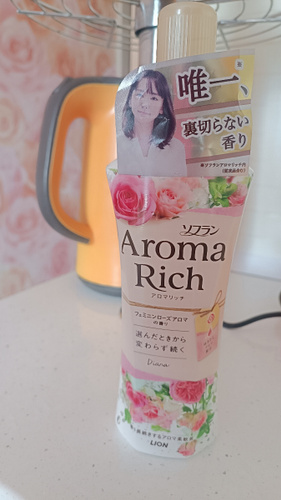 唯一、
裏切らない
香り
ソフラン
Aroma
Rich
アロマリッチ
フェミニンローズアロマ
の香り
選んだときから
変わらず続く
Diana
LION